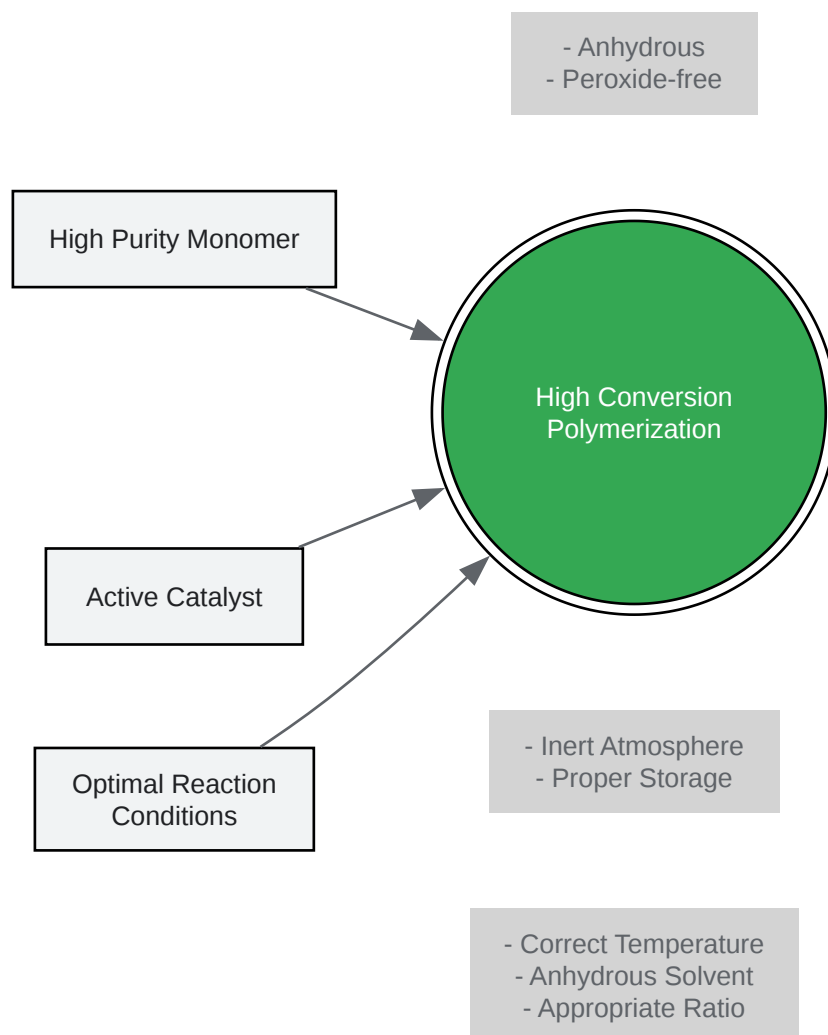 - Anhydrous
- Peroxide-free
High Purity Monomer
High Conversion
Polymerization
Active Catalyst
- Inert Atmosphere
- Proper Storage
Optimal Reaction
Conditions
- Correct Temperature
- Anhydrous Solvent
- Appropriate Ratio